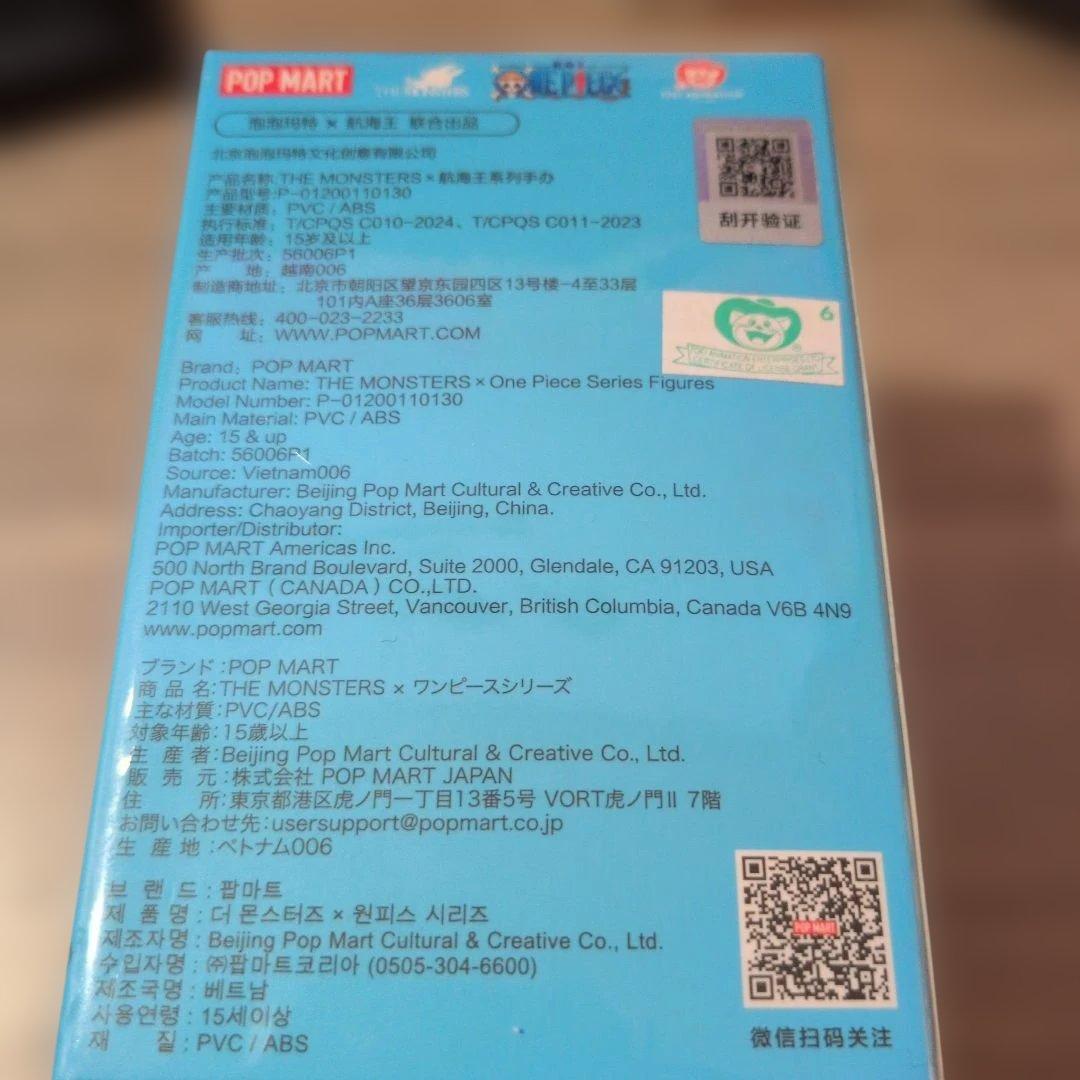 POP MART
THE MONSTERS
ONE PIECE
泡泡玛特 × 航海王 联合出品
北京泡泡玛特文化创意有限公司
产品名称:THE MONSTERS × 航海王系列手办
产品型号:P-01200110130
主要材质：PVC / ABS
执行标准：T/CPQS C010-2024、T/CPQS C011-2023
适用年龄：15岁及以上
生产批次：56006P1
产 地：越南006
制造商地址：北京市朝阳区望京东园四区13号楼-4至33层
101内A座36层3606室
客服热线：400-023-2233
网 址：WWW.POPMART.COM
刮开验证
6
TOEI ANIMATION ENTERPRISES LTD
CERTIFICATE OF LICENSE GRANT
Brand：POP MART
Product Name: THE MONSTERS × One Piece Series Figures
Model Number: P-01200110130
Main Material: PVC / ABS
Age: 15 & up
Batch: 56006P1
Source: Vietnam006
Manufacturer: Beijing Pop Mart Cultural & Creative Co., Ltd.
Address: Chaoyang District, Beijing, China.
Importer/Distributor:
POP MART Americas Inc.
500 North Brand Boulevard, Suite 2000, Glendale, CA 91203, USA
POP MART ( CANADA ) CO.,LTD.
2110 West Georgia Street, Vancouver, British Columbia, Canada V6B 4N9
www.popmart.com
ブランド:POP MART
商 品 名:THE MONSTERS × ワンピースシリーズ
主な材質:PVC/ABS
対象年齢:15歳以上
生 産 者:Beijing Pop Mart Cultural & Creative Co., Ltd.
販 売 元:株式会社 POP MART JAPAN
住 所:東京都港区虎ノ門一丁目13番5号 VORT虎ノ門Ⅱ 7階
お問い合わせ先:usersupport@popmart.co.jp
生 産 地:ベトナム006
브 랜 드 : 팝마트
제 품 명 : 더 몬스터즈 × 원피스 시리즈
제조자명 : Beijing Pop Mart Cultural & Creative Co., Ltd.
수입자명 : ㈜팝마트코리아 (0505-304-6600)
제조국명 : 베트남
사용연령 : 15세이상
재 질 : PVC / ABS
POP MART
微信扫码关注